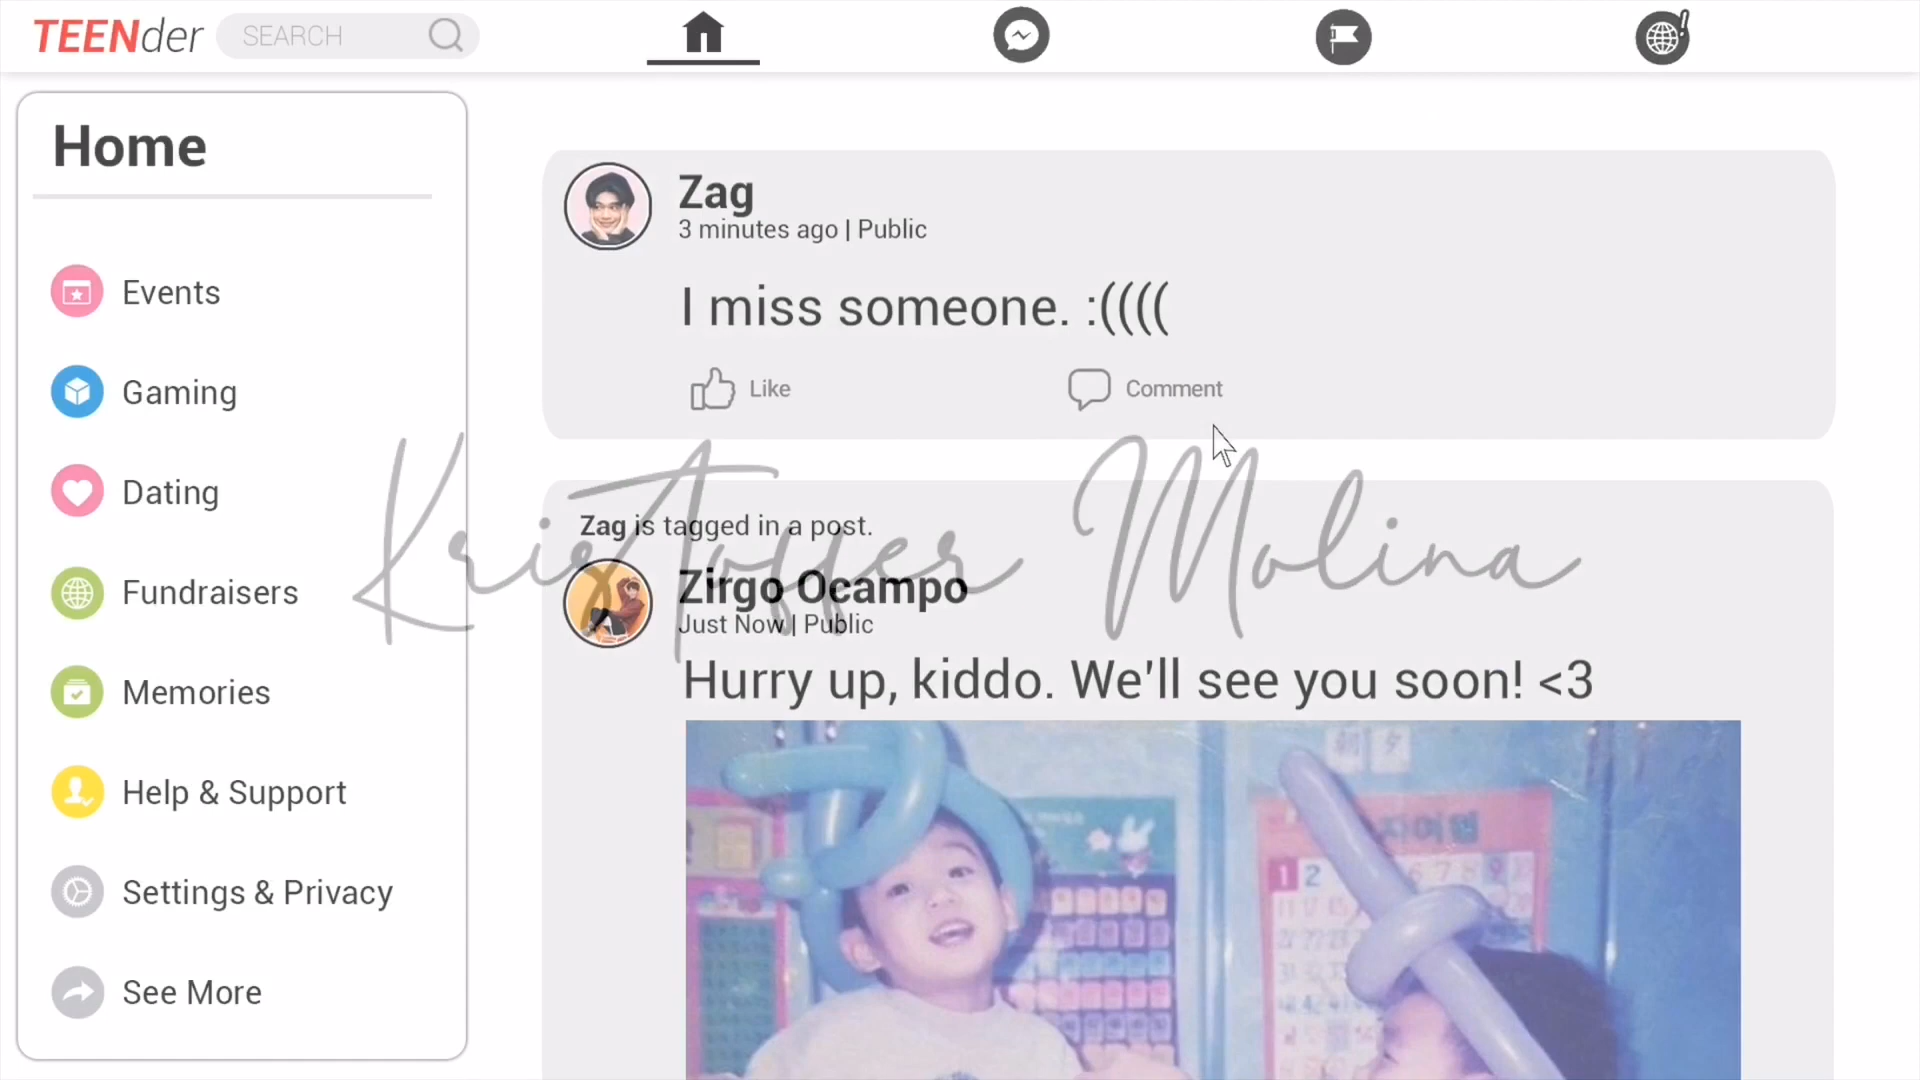 TEENder
SEARCH
Home
Events
Gaming
Dating
Fundraisers
Memories
Help & Support
Settings & Privacy
See More
Zag
3 minutes ago | Public
I miss someone. :((((
Like
Comment
Zag is tagged in a post.
Zirgo Ocampo
Just Now | Public
Hurry up, kiddo. We'll see you soon! <3
Kristoffer Molina
1 2